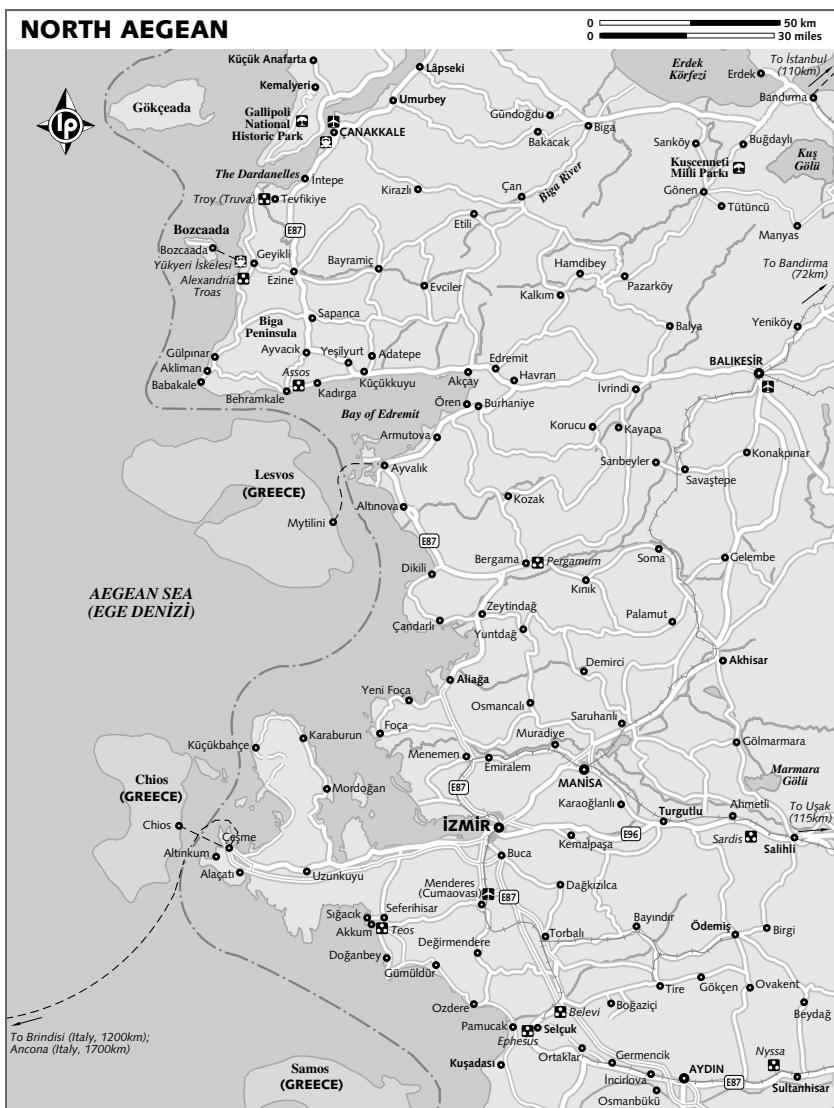 NORTH AEGEAN
0 50 km
0 30 miles
Küçük Anafarta
Lâpseki
Erdek
Körfezi
To İstanbul
(110km)
Erdek
Kemalyeri
Umurbey
Bandırma
Gökçeada
Gallipoli
National
Historic Park
Gündoğdu
LP
ÇANAKKALE
Bakacak
Biga
Sarıköy
Buğdaylı
Kuş
Gölü
Kuşcenneti
Milli Parkı
The Dardanelles
İntepe
Kirazlı
Çan
Biga River
Gönen
Troy (Truva)
Tevfikiye
Tütüncü
Etili
Manyas
Bozcaada
E87
Bozcaada
Geyikli
Yükyeri İskelesi
Bayramiç
Hamdibey
To Bandirma
(72km)
Alexandria
Troas
Ezine
Evciler
Kalkım
Pazarköy
Sapanca
Biga
Peninsula
Balya
Yeniköy
Gülpınar
Ayvacık
Yeşilyurt
Adatepe
Edremit
BALIKESİR
Akliman
Assos
Babakale
Behramkale
Kadırga
Küçükkuyu
Akçay
Havran
İvrindi
Bay of Edremit
Ören
Burhaniye
Armutova
Korucu
Kayapa
Konakpınar
Lesvos
(GREECE)
Ayvalık
Sarıbeyler
Savaştepe
Mytilini
Altınova
Kozak
E87
AEGEAN SEA
(EGE DENİZİ)
Dikili
Bergama
Pergamum
Soma
Gelembe
Kınık
Zeytindağ
Çandarlı
Yuntdağ
Palamut
Aliağa
Demirci
Akhisar
Yeni Foça
Osmancalı
Foça
Saruhanlı
Küçükbahçe
Karaburun
Muradiye
Gölmarmara
Menemen
Emiralem
MANİSA
Marmara
Gölü
Chios
(GREECE)
Mordoğan
E87
Karaoğlanlı
Ahmetli
To Uşak
(115km)
Chios
İZMİR
Turgutlu
E96
Sardis
Salihli
Çeşme
Kemalpaşa
Altınkum
Buca
Alaçatı
Uzunkuyu
Dağkızılca
Menderes
(Cumaovası)
E87
Sığacık
Seferihisar
Akkum
Teos
Torbalı
Bayındır
Ödemiş
Birgi
Doğanbey
Değirmendere
Gümüldür
Tire
Gökçen
Ovakent
Ozdere
Belevi
Boğaziçi
Beydağ
To Brindisi (Italy, 1200km);
Ancona (Italy, 1700km)
Pamucak
Ephesus
Selçuk
Ortaklar
Germencik
Nyssa
Samos
(GREECE)
Kuşadası
İncirlova
AYDIN
E87
Sultanhisar
Osmanbükü